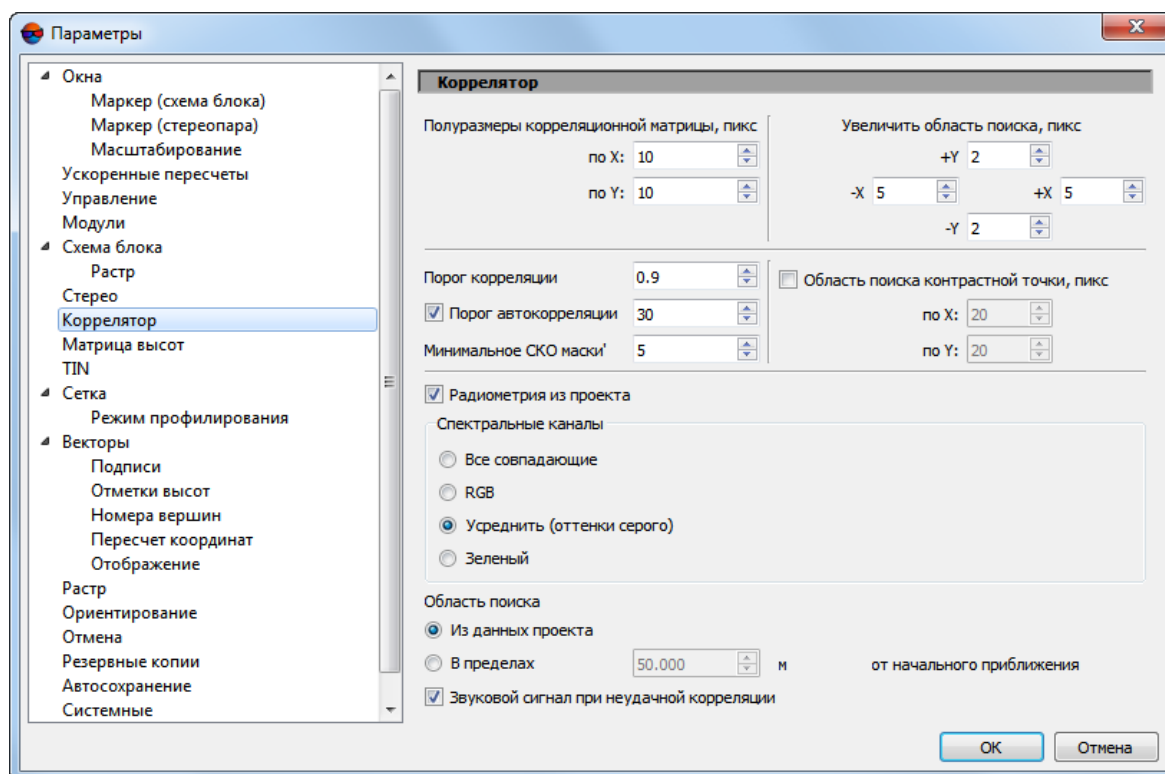 Параметры
Окна
Маркер (схема блока)
Маркер (стереопара)
Масштабирование
Ускоренные пересчеты
Управление
Модули
Схема блока
Растр
Стерео
Коррелятор
Матрица высот
TIN
Сетка
Режим профилирования
Векторы
Подписи
Отметки высот
Номера вершин
Пересчет координат
Отображение
Растр
Ориентирование
Отмена
Резервные копии
Автосохранение
Системные
Коррелятор
Полуразмеры корреляционной матрицы, пикс
по X: 10
по Y: 10
Увеличить область поиска, пикс
+Y 2
-X 5 +X 5
-Y 2
Порог корреляции 0.9
Порог автокорреляции 30
Минимальное СКО маски' 5
Область поиска контрастной точки, пикс
по X: 20
по Y: 20
Радиометрия из проекта
Спектральные каналы
Все совпадающие
RGB
Усреднить (оттенки серого)
Зеленый
Область поиска
Из данных проекта
В пределах 50.000 м от начального приближения
Звуковой сигнал при неудачной корреляции
OK Отмена